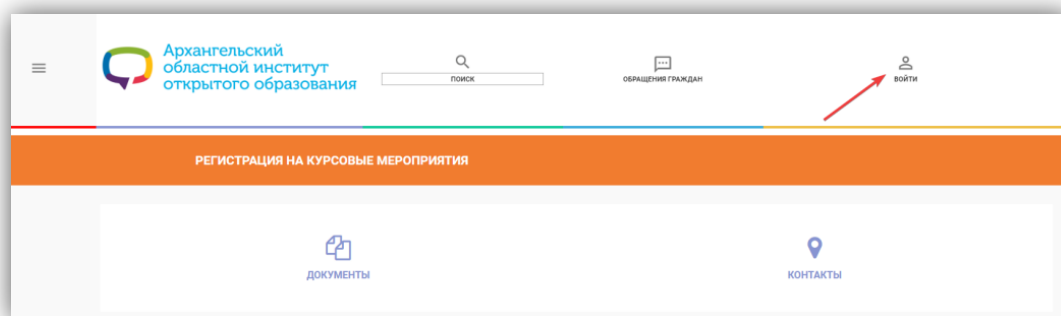 Архангельский
областной институт
открытого образования
ПОИСК
ОБРАЩЕНИЯ ГРАЖДАН
ВОЙТИ
РЕГИСТРАЦИЯ НА КУРСОВЫЕ МЕРОПРИЯТИЯ
ДОКУМЕНТЫ
КОНТАКТЫ